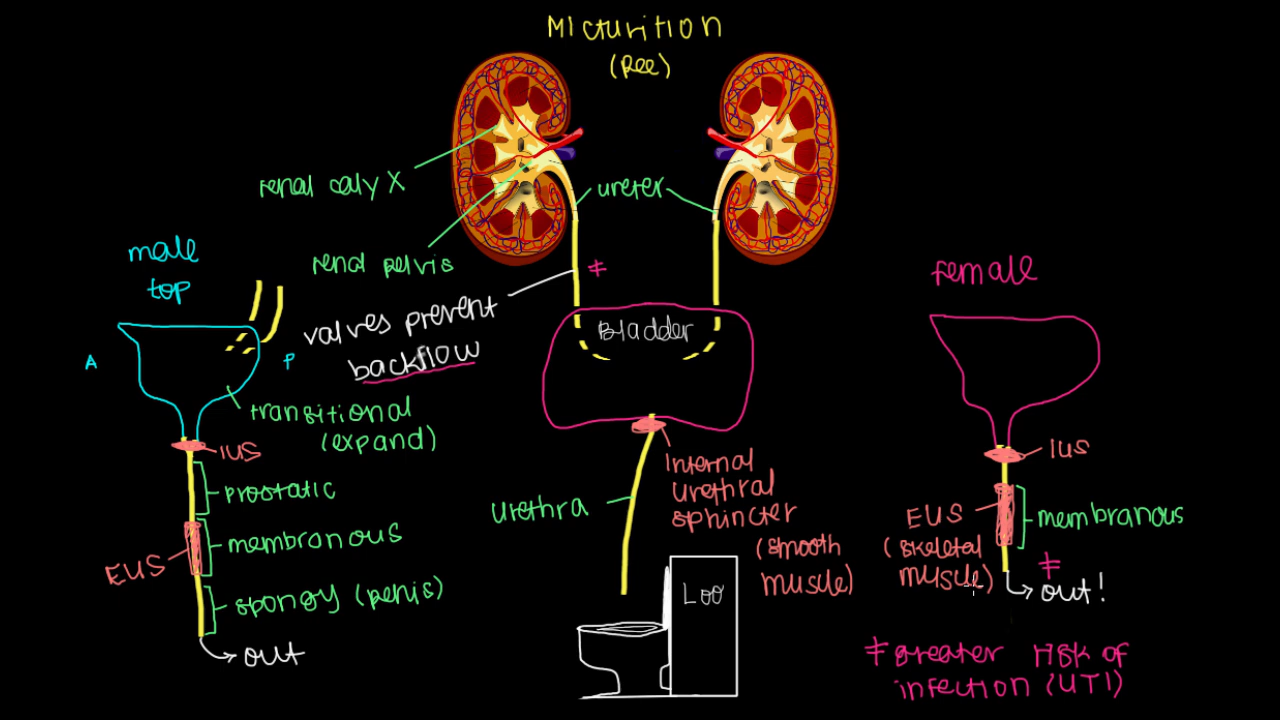 Micturition
(Pee)
renal calyx
ureter
male
top
renal pelvis
female
valves prevent
backflow
Bladder
A
P
transitional
(expand)
IUS
prostatic
membranous
EUS
spongy (penis)
out
urethra
Internal
urethral
sphincter
(smooth
muscle)
Loo
IUS
EUS
(skeletal
muscle)
membranous
≠
out!
≠
≠ greater risk of
infection (UTI)